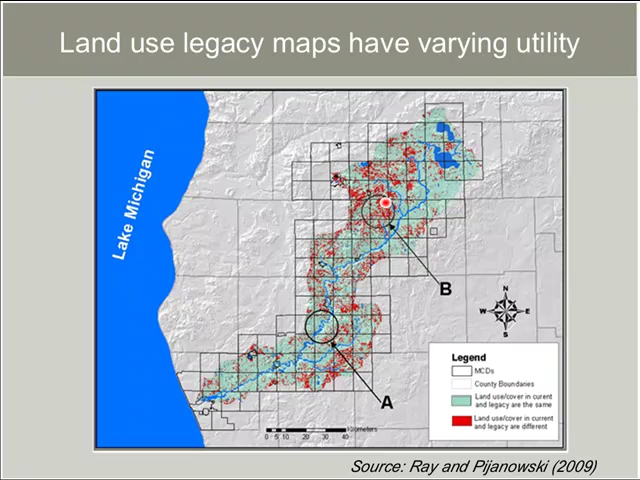 Land use legacy maps have varying utility
Lake Michigan
B
A
N
W
E
S
Legend
MCDs
County Boundaries
Land use/cover in curent
and legacy are the same
Land use/cover in current
and legacy are different
Kilometers
0 5 10 20 30 40
Source: Ray and Pijanowski (2009)